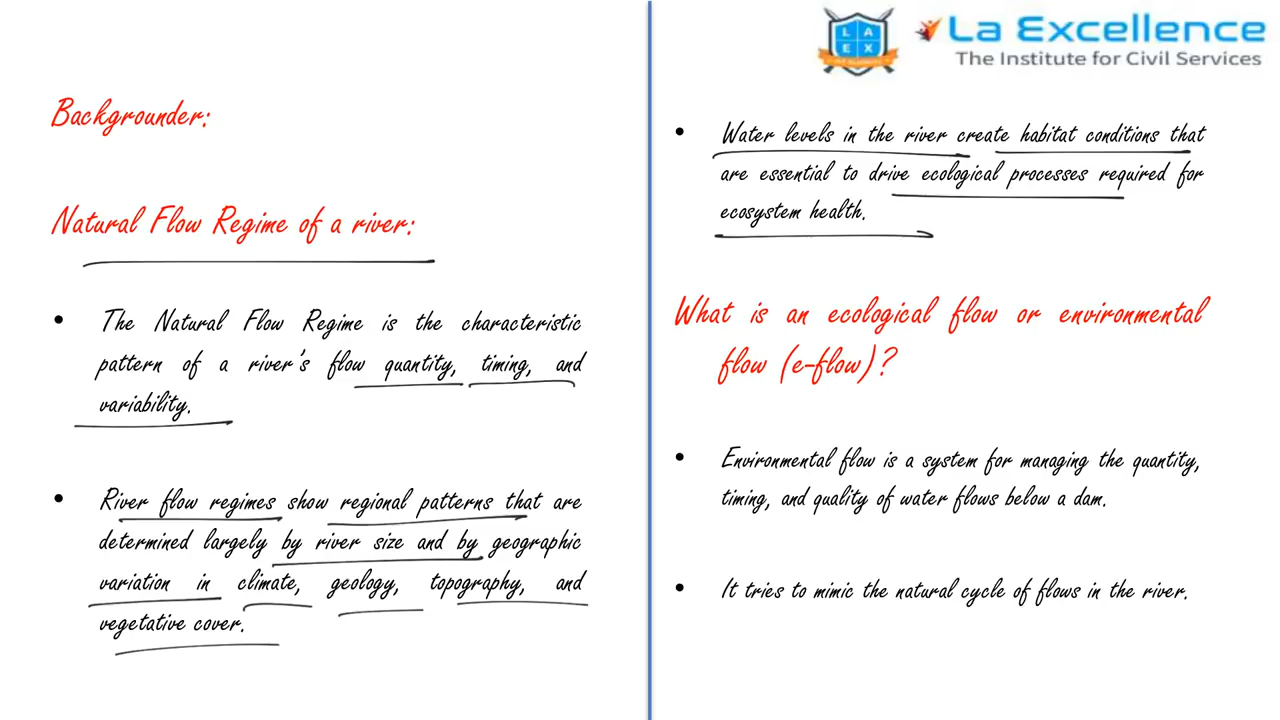 Backgrounder:
Natural Flow Regime of a river:
• The Natural Flow Regime is the characteristic
pattern of a river's flow quantity, timing, and
variability.
• River flow regimes show regional patterns that are
determined largely by river size and by geographic
variation in climate, geology, topography, and
vegetative cover.
LA
EX
La Excellence
The Institute for Civil Services
• Water levels in the river create habitat conditions that
are essential to drive ecological processes required for
ecosystem health.
What is an ecological flow or environmental
flow (e-flow)?
• Environmental flow is a system for managing the quantity,
timing, and quality of water flows below a dam.
• It tries to mimic the natural cycle of flows in the river.